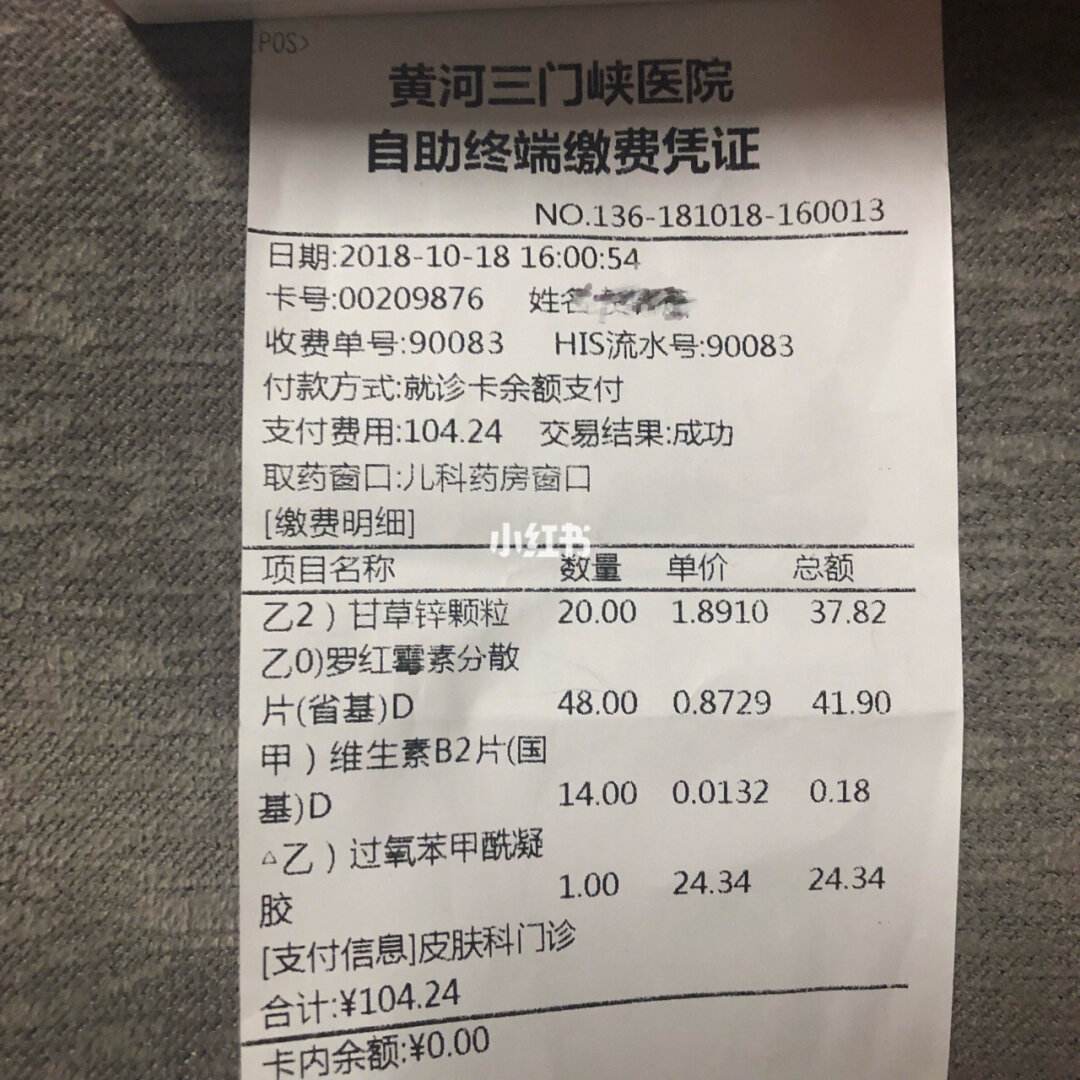 POS>
黄河三门峡医院
自助终端缴费凭证
NO.136-181018-160013
日期:2018-10-18 16:00:54
卡号:00209876 姓名
收费单号:90083 HIS流水号:90083
付款方式:就诊卡余额支付
支付费用:104.24 交易结果:成功
取药窗口:儿科药房窗口
[缴费明细]
小红书
项目名称 数量 单价 总额
乙2）甘草锌颗粒 20.00 1.8910 37.82
乙0)罗红霉素分散
片(省基)D 48.00 0.8729 41.90
甲）维生素B2片(国
基)D 14.00 0.0132 0.18
△乙）过氧苯甲酰凝
胶 1.00 24.34 24.34
[支付信息]皮肤科门诊
合计:¥104.24
卡内余额:¥0.00